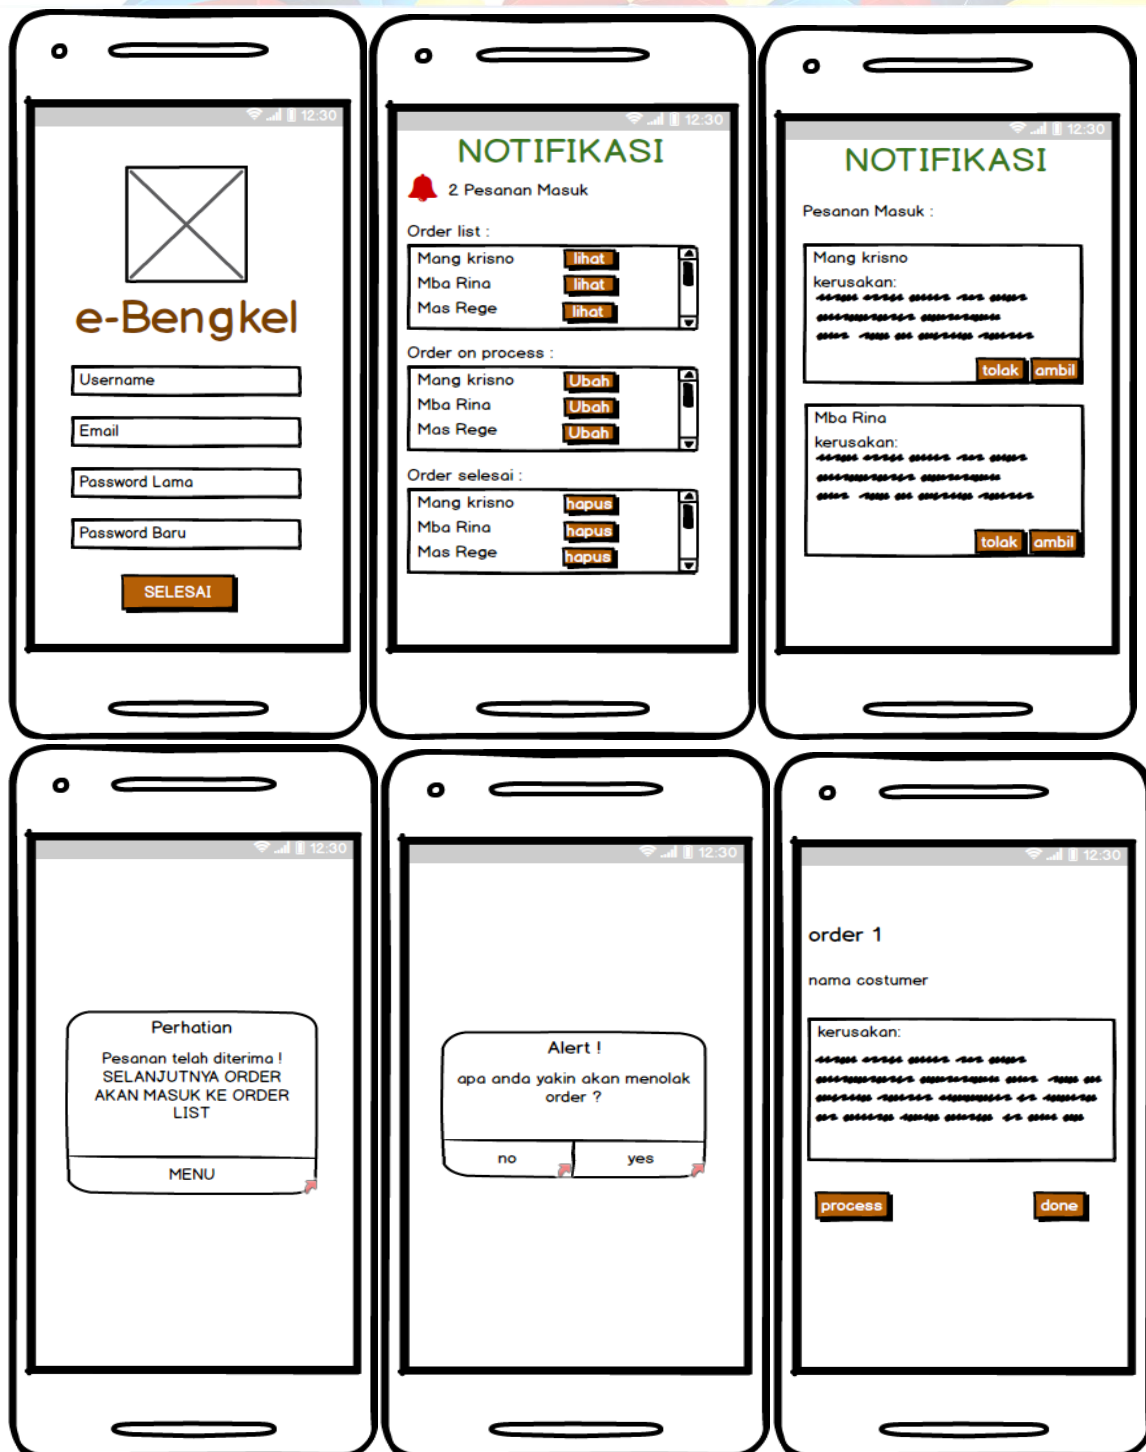 12:30
e-Bengkel
Username
Email
Password Lama
Password Baru
SELESAI
12:30
NOTIFIKASI
2 Pesanan Masuk
Order list :
Mang krisno lihat
Mba Rina lihat
Mas Rege lihat
Order on process :
Mang krisno Ubah
Mba Rina Ubah
Mas Rege Ubah
Order selesai :
Mang krisno hapus
Mba Rina hapus
Mas Rege hapus
12:30
NOTIFIKASI
Pesanan Masuk :
Mang krisno
kerusakan:
tolak ambil
Mba Rina
kerusakan:
tolak ambil
12:30
Perhatian
Pesanan telah diterima !
SELANJUTNYA ORDER
AKAN MASUK KE ORDER
LIST
MENU
12:30
Alert !
apa anda yakin akan menolak
order ?
no yes
12:30
order 1
nama costumer
kerusakan:
process done